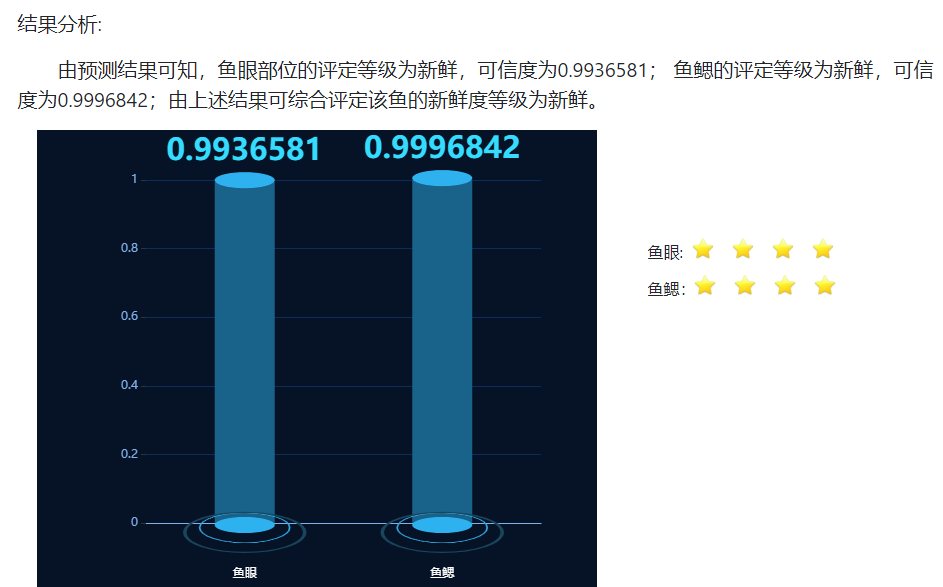 结果分析:
由预测结果可知，鱼眼部位的评定等级为新鲜，可信度为0.9936581； 鱼鳃的评定等级为新鲜，可信
度为0.9996842；由上述结果可综合评定该鱼的新鲜度等级为新鲜。
0.9936581 0.9996842
1
0.8
0.6
0.4
0.2
0
鱼眼 鱼鳃
鱼眼:
鱼鳃：